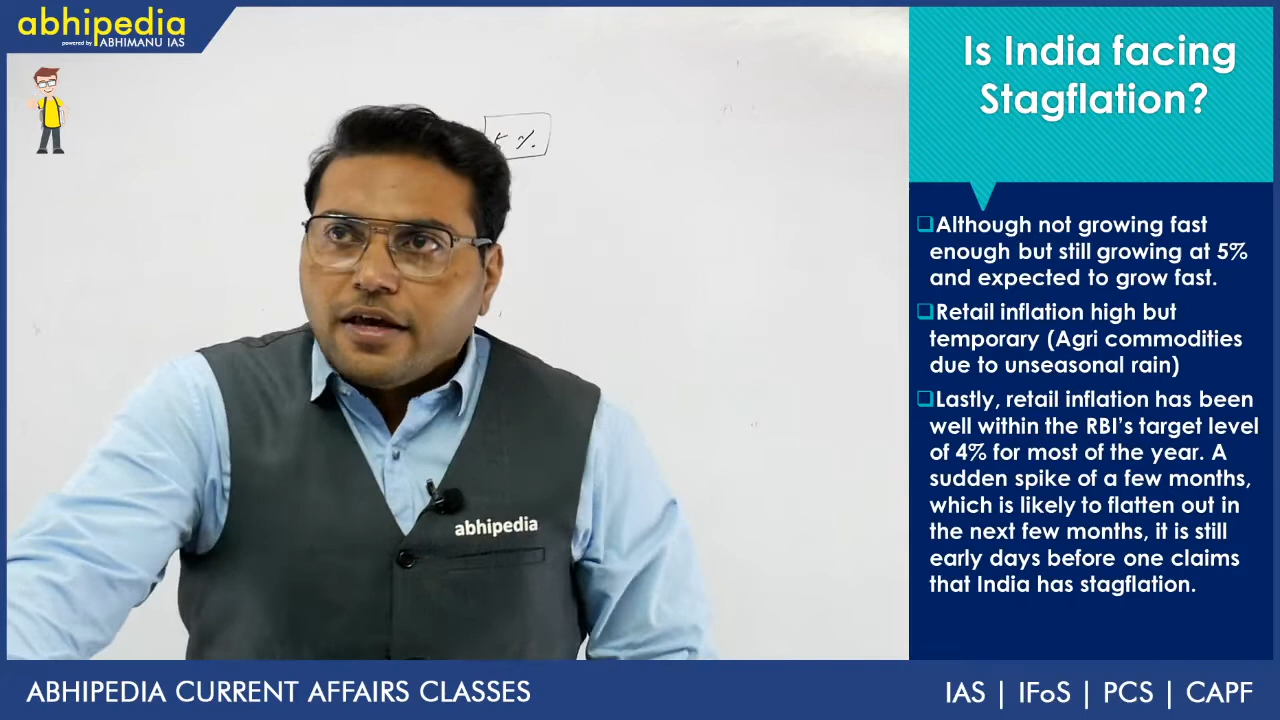 abhipedia
powered by ABHIMANU IAS
5 %.
Is India facing
Stagflation?
Although not growing fast
enough but still growing at 5%
and expected to grow fast.
Retail inflation high but
temporary (Agri commodities
due to unseasonal rain)
Lastly, retail inflation has been
well within the RBI's target level
of 4% for most of the year. A
sudden spike of a few months,
which is likely to flatten out in
the next few months, it is still
early days before one claims
that India has stagflation.
abhipedia
ABHIPEDIA CURRENT AFFAIRS CLASSES
IAS | IFoS | PCS | CAPF